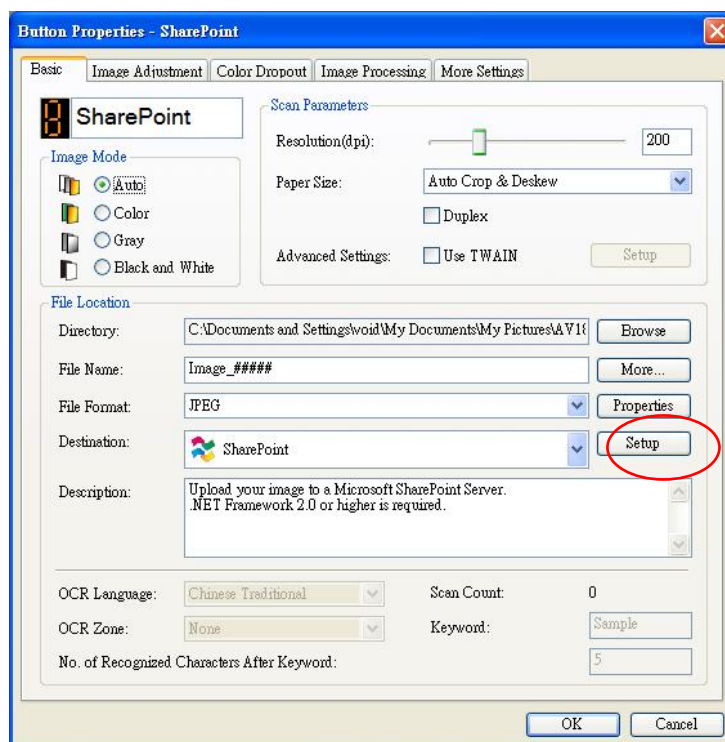 Button Properties - SharePoint
Basic Image Adjustment Color Dropout Image Processing More Settings
8 SharePoint
Image Mode
Auto
Color
Gray
Black and White
Scan Parameters
Resolution(dpi): 200
Paper Size: Auto Crop & Deskew
Duplex
Advanced Settings: Use TWAIN Setup
File Location
Directory: C:\Documents and Settings\void\My Documents\My Pictures\AV18 Browse
File Name: Image_##### More...
File Format: JPEG Properties
Destination: SharePoint Setup
Description: Upload your image to a Microsoft SharePoint Server.
.NET Framework 2.0 or higher is required.
OCR Language: Chinese Traditional Scan Count: 0
OCR Zone: None Keyword: Sample
No. of Recognized Characters After Keyword: 5
OK Cancel